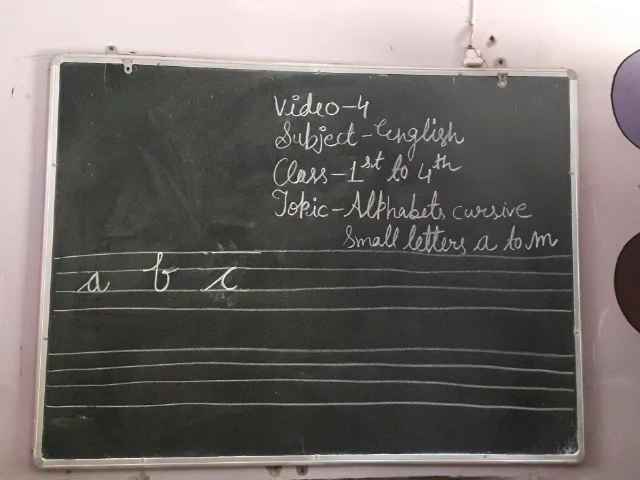 Video-4
Subject-English
Class-1st to 4th
Topic-Alphabets cursive
Small letters a to m
a b c